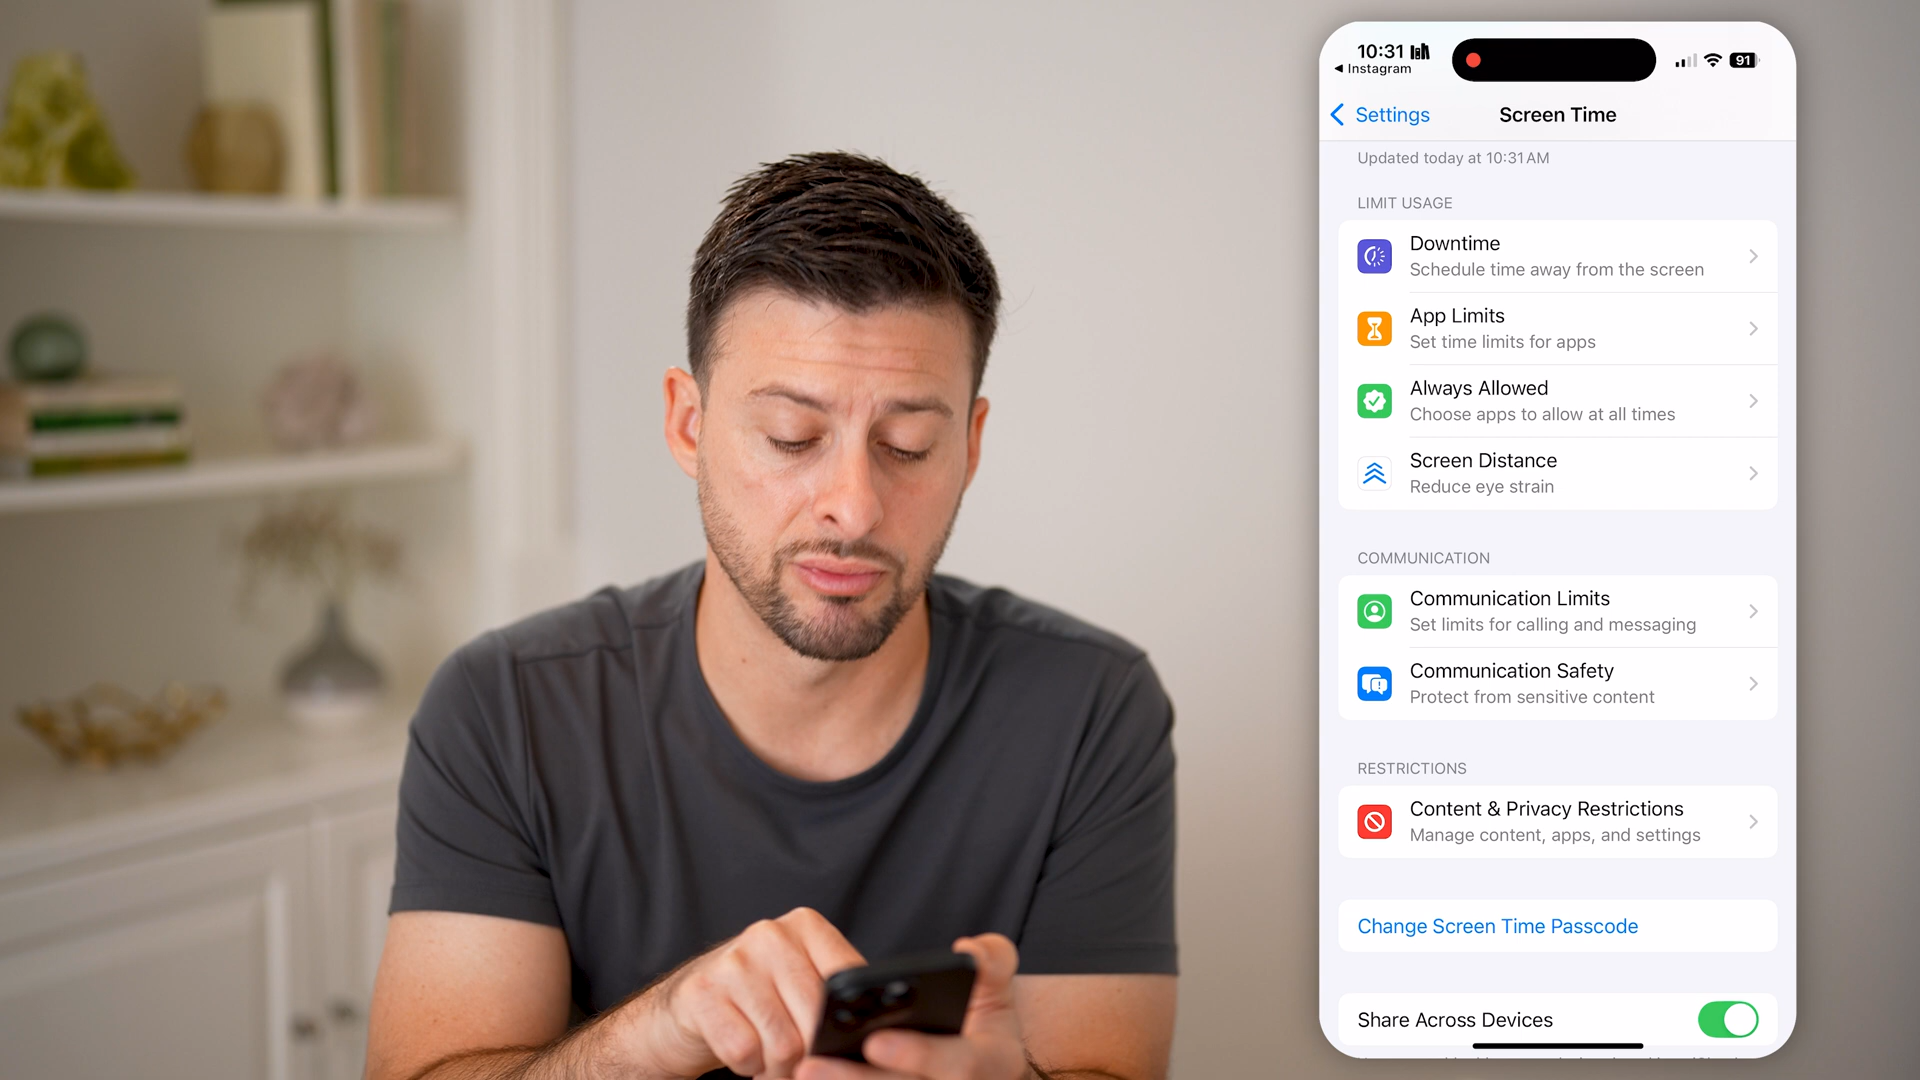 10:31
91
Instagram
Settings
Screen Time
Updated today at 10:31 AM
LIMIT USAGE
Downtime
Schedule time away from the screen
App Limits
Set time limits for apps
Always Allowed
Choose apps to allow at all times
Screen Distance
Reduce eye strain
COMMUNICATION
Communication Limits
Set limits for calling and messaging
Communication Safety
Protect from sensitive content
RESTRICTIONS
Content & Privacy Restrictions
Manage content, apps, and settings
Change Screen Time Passcode
Share Across Devices